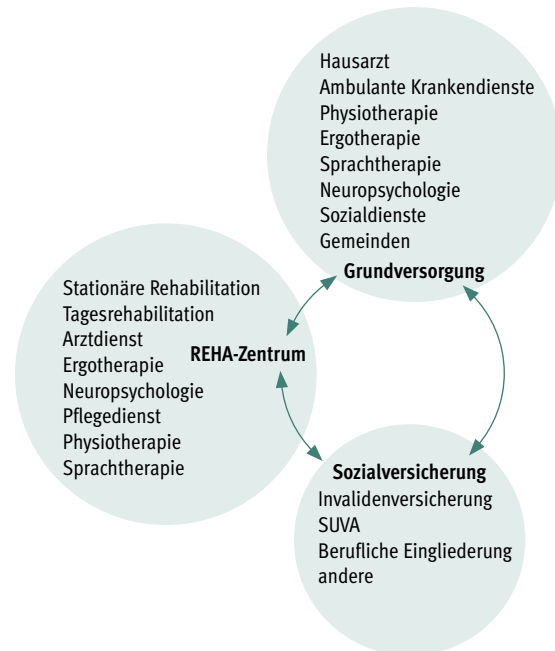 Hausarzt
Ambulante Krankendienste
Physiotherapie
Ergotherapie
Sprachtherapie
Neuropsychologie
Sozialdienste
Gemeinden
Grundversorgung
Stationäre Rehabilitation
Tagesrehabilitation
Arztdienst
Ergotherapie
Neuropsychologie
Pflegedienst
Physiotherapie
Sprachtherapie
REHA-Zentrum
Sozialversicherung
Invalidenversicherung
SUVA
Berufliche Eingliederung
andere